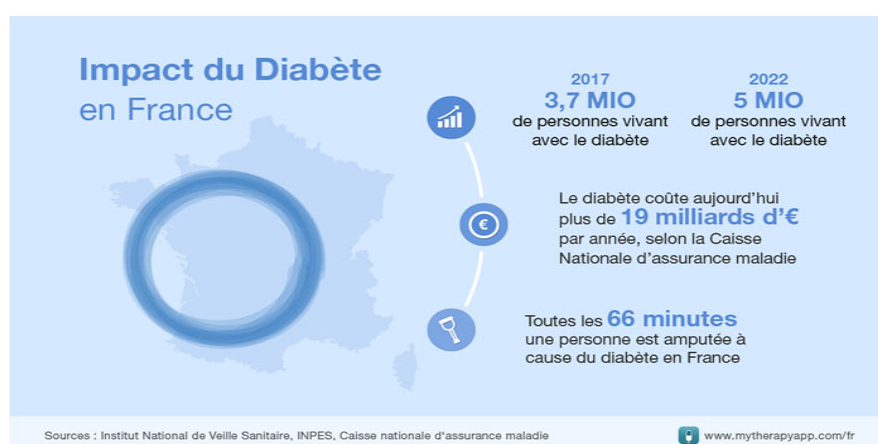 Impact du Diabète
en France
2017
3,7 MIO
de personnes vivant
avec le diabète
2022
5 MIO
de personnes vivant
avec le diabète
€
Le diabète coûte aujourd'hui
plus de 19 milliards d'€
par année, selon la Caisse
Nationale d'assurance maladie
Toutes les 66 minutes
une personne est amputée à
cause du diabète en France
Sources : Institut National de Veille Sanitaire, INPES, Caisse nationale d'assurance maladie
www.mytherapyapp.com/fr